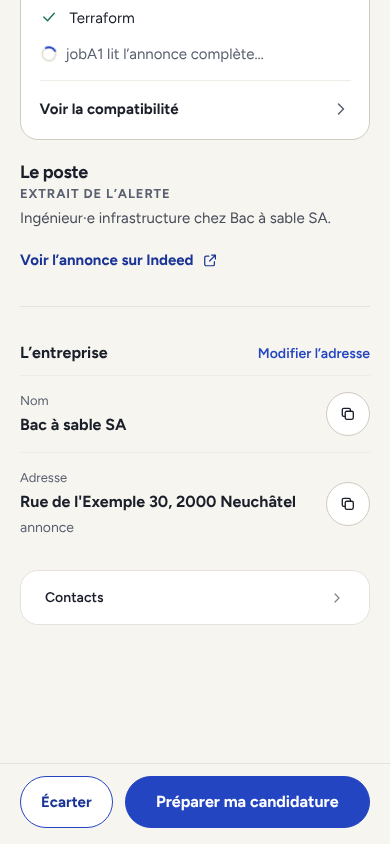 Terraform
jobA1 lit l’annonce complète…
Voir la compatibilité
Le poste
EXTRAIT DE L’ALERTE
Ingénieur·e infrastructure chez Bac à sable SA.
Voir l’annonce sur Indeed
L’entreprise
Modifier l’adresse
Nom
Bac à sable SA
Adresse
Rue de l'Exemple 30, 2000 Neuchâtel
annonce
Contacts
Écarter
Préparer ma candidature